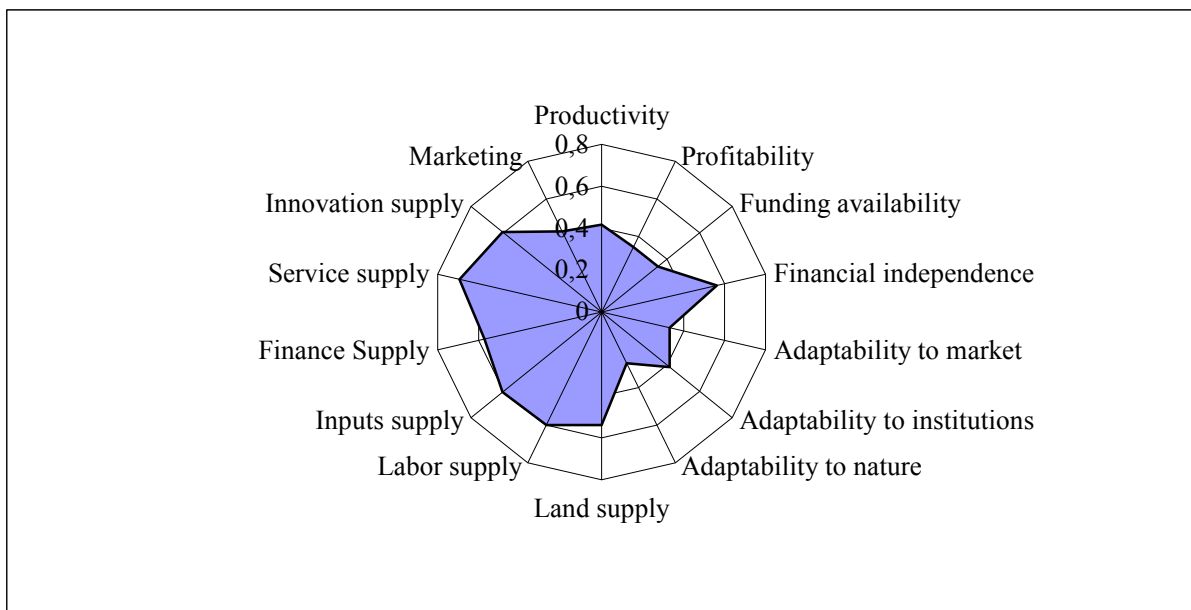 Productivity
0,8
Marketing
Profitability
0,6
Innovation supply
Funding availability
0,4
Service supply
0,2
Financial independence
0
Finance Supply
Adaptability to market
Inputs supply
Adaptability to institutions
Labor supply
Adaptability to nature
Land supply